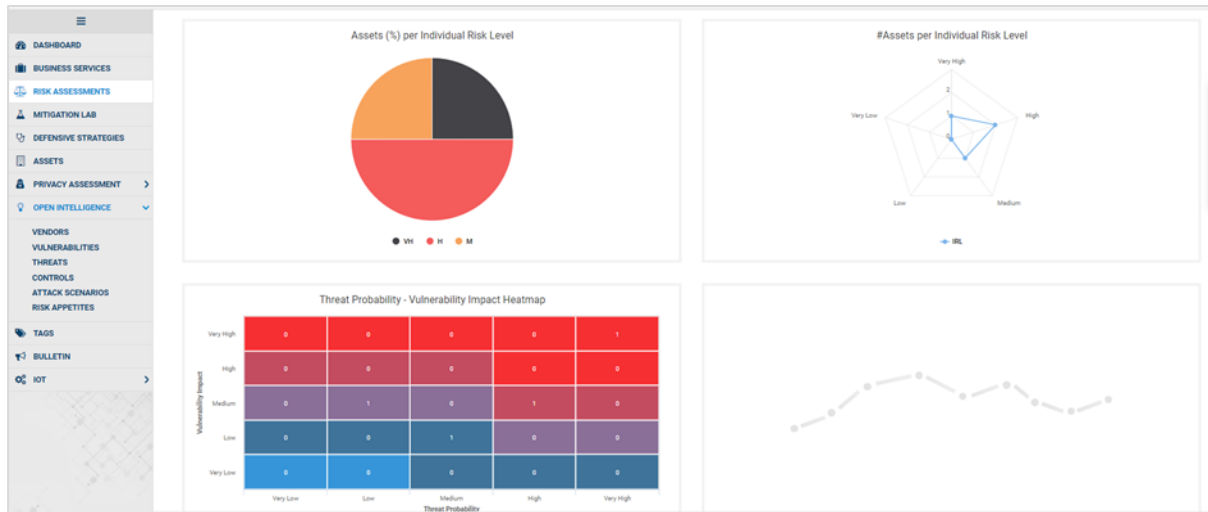 DASHBOARD
BUSINESS SERVICES
RISK ASSESSMENTS
MITIGATION LAB
DEFENSIVE STRATEGIES
ASSETS
PRIVACY ASSESSMENT
OPEN INTELLIGENCE
VENDORS
VULNERABILITIES
THREATS
CONTROLS
ATTACK SCENARIOS
RISK APPETITES
TAGS
BULLETIN
IOT
Assets (%) per Individual Risk Level
VH H M
#Assets per Individual Risk Level
Very High
2
Very Low 1 High
0
Low Medium
IRL
Threat Probability - Vulnerability Impact Heatmap
Vulnerability Impact
Very High 0 0 0 0 1
High 0 0 0 0 0
Medium 0 1 0 1 0
Low 0 0 1 0 0
Very Low 0 0 0 0 0
Very Low Low Medium High Very High
Threat Probability